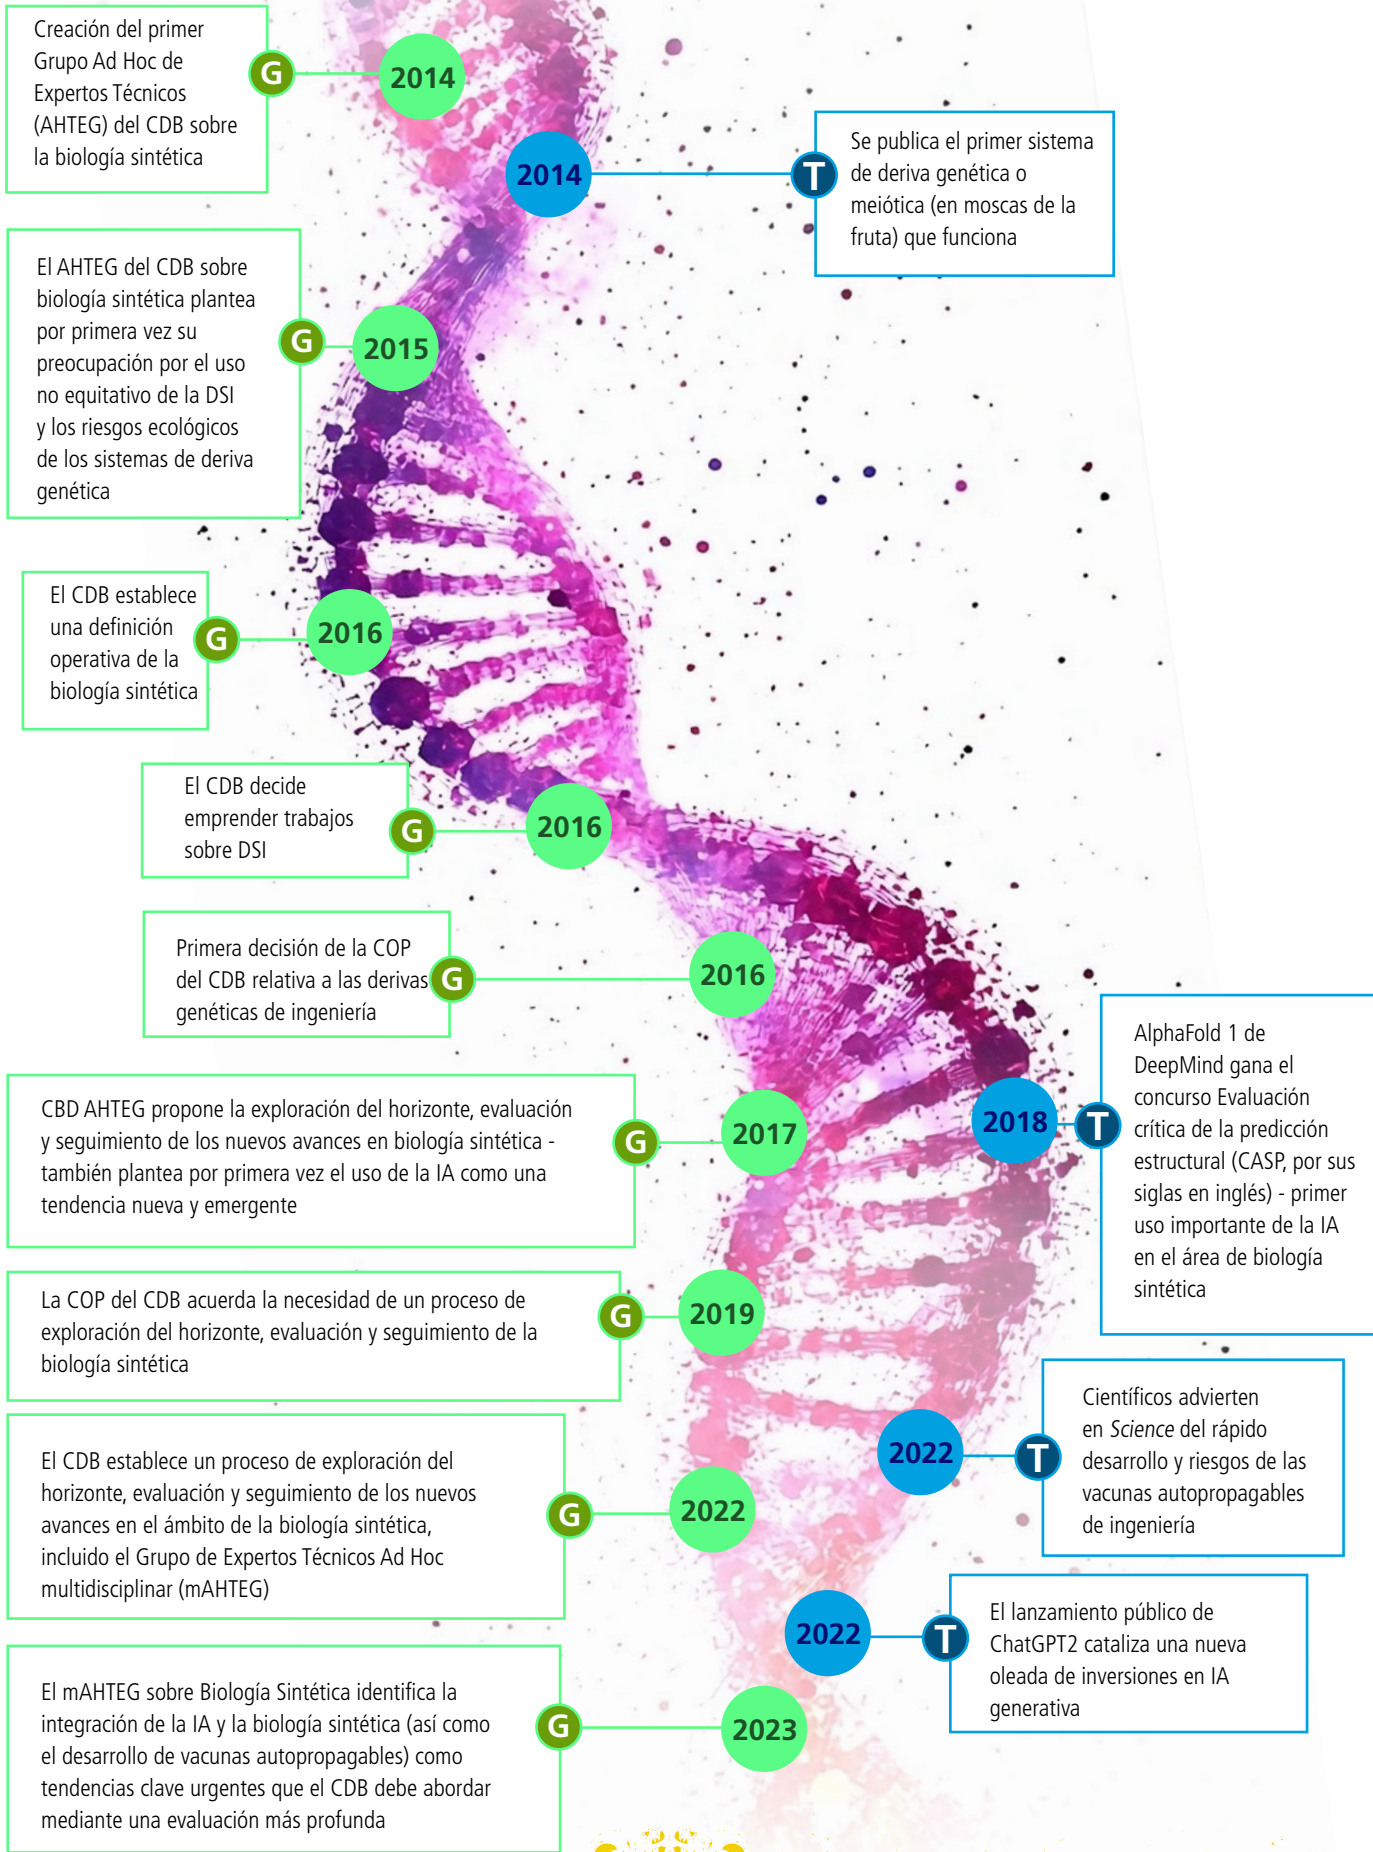 Creación del primer
Grupo Ad Hoc de
Expertos Técnicos
(AHTEG) del CDB sobre
la biología sintética
G
2014
2014
T
Se publica el primer sistema
de deriva genética o
meiótica (en moscas de la
fruta) que funciona
El AHTEG del CDB sobre
biología sintética plantea
por primera vez su
preocupación por el uso
no equitativo de la DSI
y los riesgos ecológicos
de los sistemas de deriva
genética
G
2015
El CDB establece
una definición
operativa de la
biología sintética
G
2016
El CDB decide
emprender trabajos
sobre DSI
G
2016
Primera decisión de la COP
del CDB relativa a las derivas
genéticas de ingeniería
G
2016
CBD AHTEG propone la exploración del horizonte, evaluación
y seguimiento de los nuevos avances en biología sintética -
también plantea por primera vez el uso de la IA como una
tendencia nueva y emergente
G
2017
2018
T
AlphaFold 1 de
DeepMind gana el
concurso Evaluación
crítica de la predicción
estructural (CASP, por sus
siglas en inglés) - primer
uso importante de la IA
en el área de biología
sintética
La COP del CDB acuerda la necesidad de un proceso de
exploración del horizonte, evaluación y seguimiento de la
biología sintética
G
2019
2022
T
Científicos advierten
en Science del rápido
desarrollo y riesgos de las
vacunas autopropagables
de ingeniería
El CDB establece un proceso de exploración del
horizonte, evaluación y seguimiento de los nuevos
avances en el ámbito de la biología sintética,
incluido el Grupo de Expertos Técnicos Ad Hoc
multidisciplinar (mAHTEG)
G
2022
2022
T
El lanzamiento público de
ChatGPT2 cataliza una nueva
oleada de inversiones en IA
generativa
El mAHTEG sobre Biología Sintética identifica la
integración de la IA y la biología sintética (así como
el desarrollo de vacunas autopropagables) como
tendencias clave urgentes que el CDB debe abordar
mediante una evaluación más profunda
G
2023